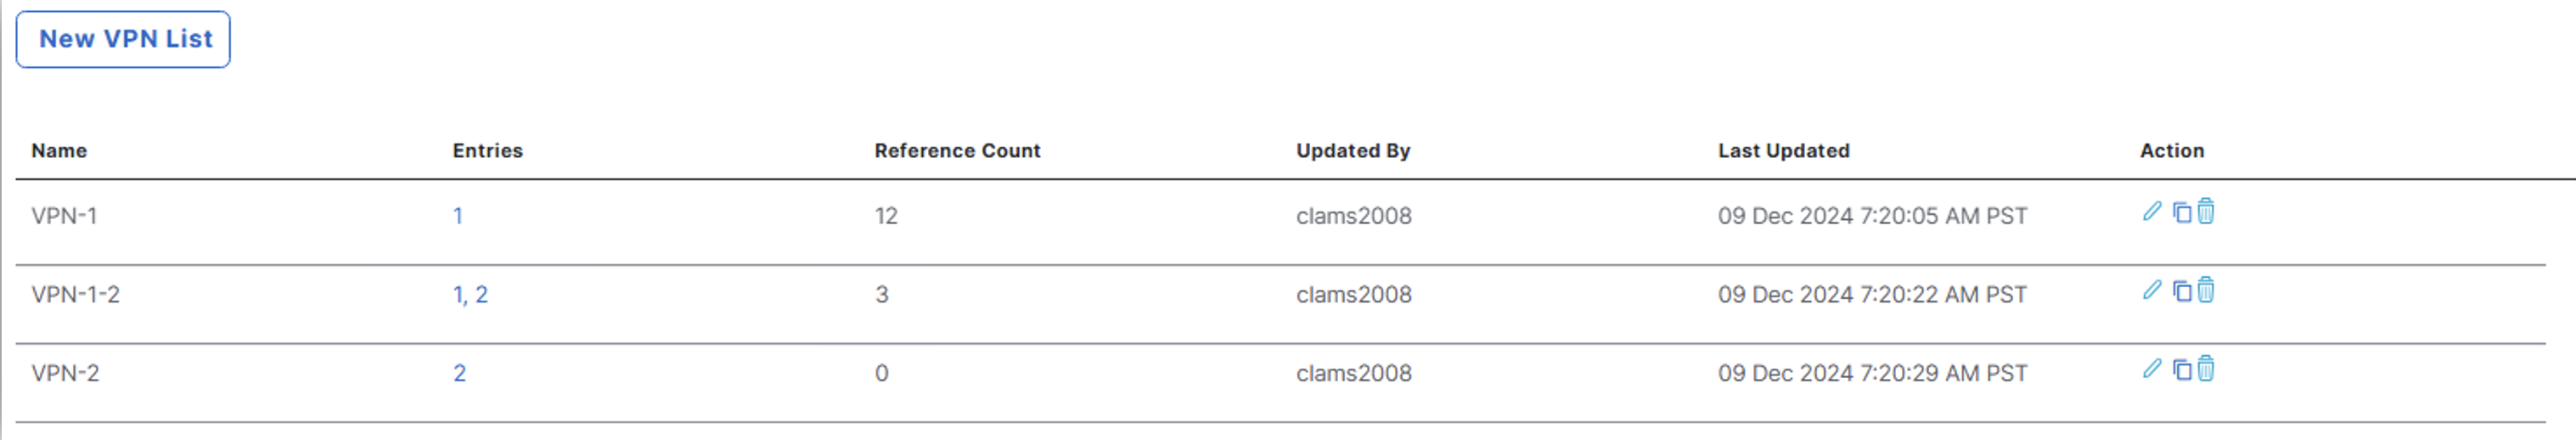 New VPN List
Name Entries Reference Count Updated By Last Updated Action
VPN-1 1 12 clams2008 09 Dec 2024 7:20:05 AM PST
VPN-1-2 1, 2 3 clams2008 09 Dec 2024 7:20:22 AM PST
VPN-2 2 0 clams2008 09 Dec 2024 7:20:29 AM PST